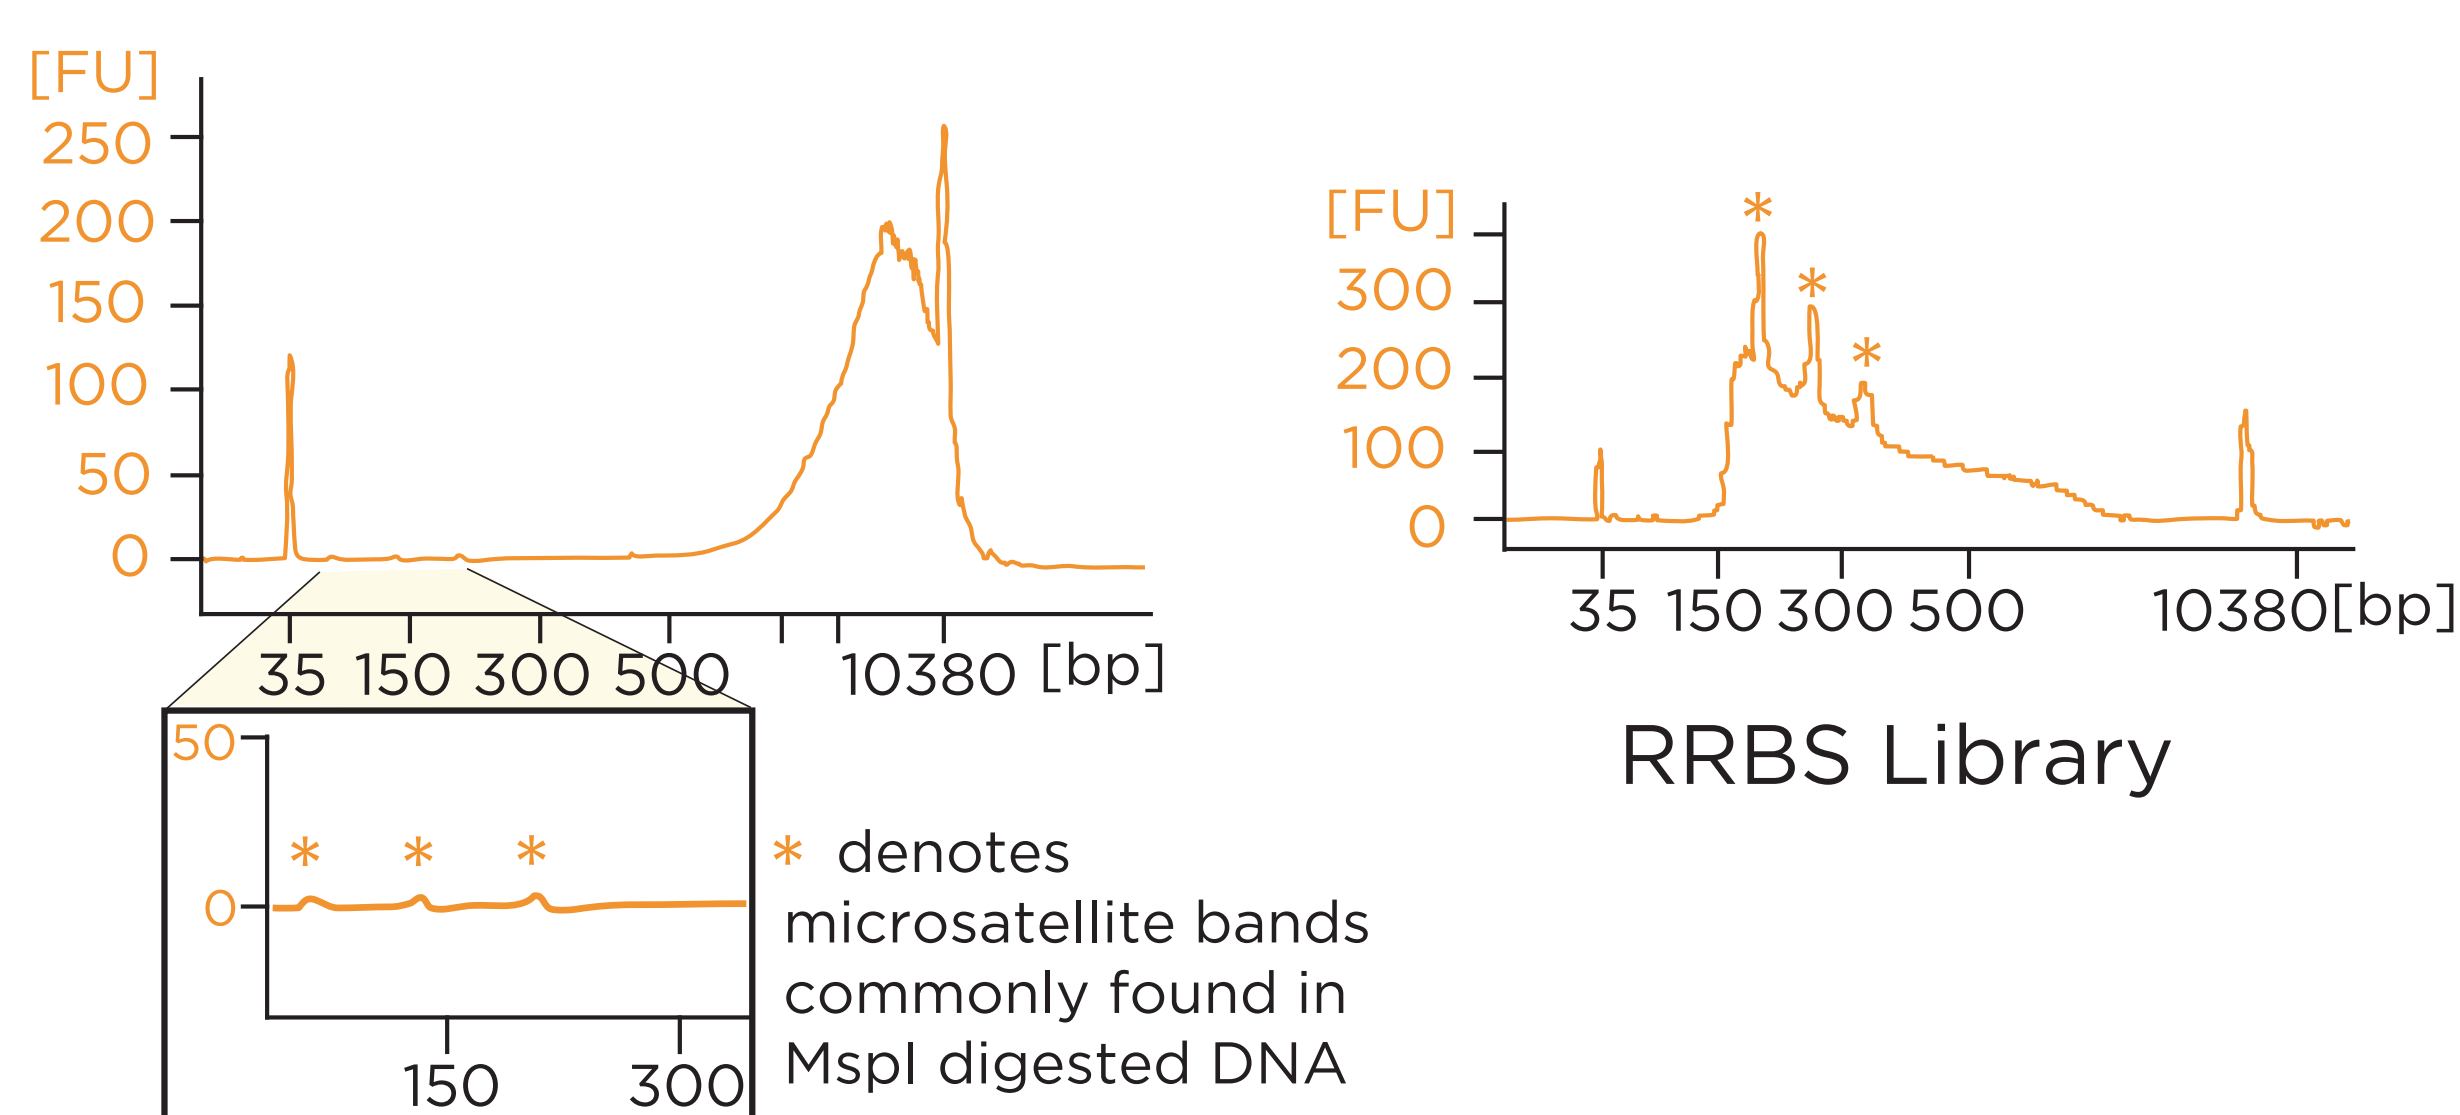 [FU]
250
200
150
100
50
0
35 150 300 500 10380 [bp]
50
0
* * *
150 300
* denotes
microsatellite bands
commonly found in
MspI digested DNA
[FU]
300
200
100
0
* * *
35 150 300 500 10380[bp]
RRBS Library